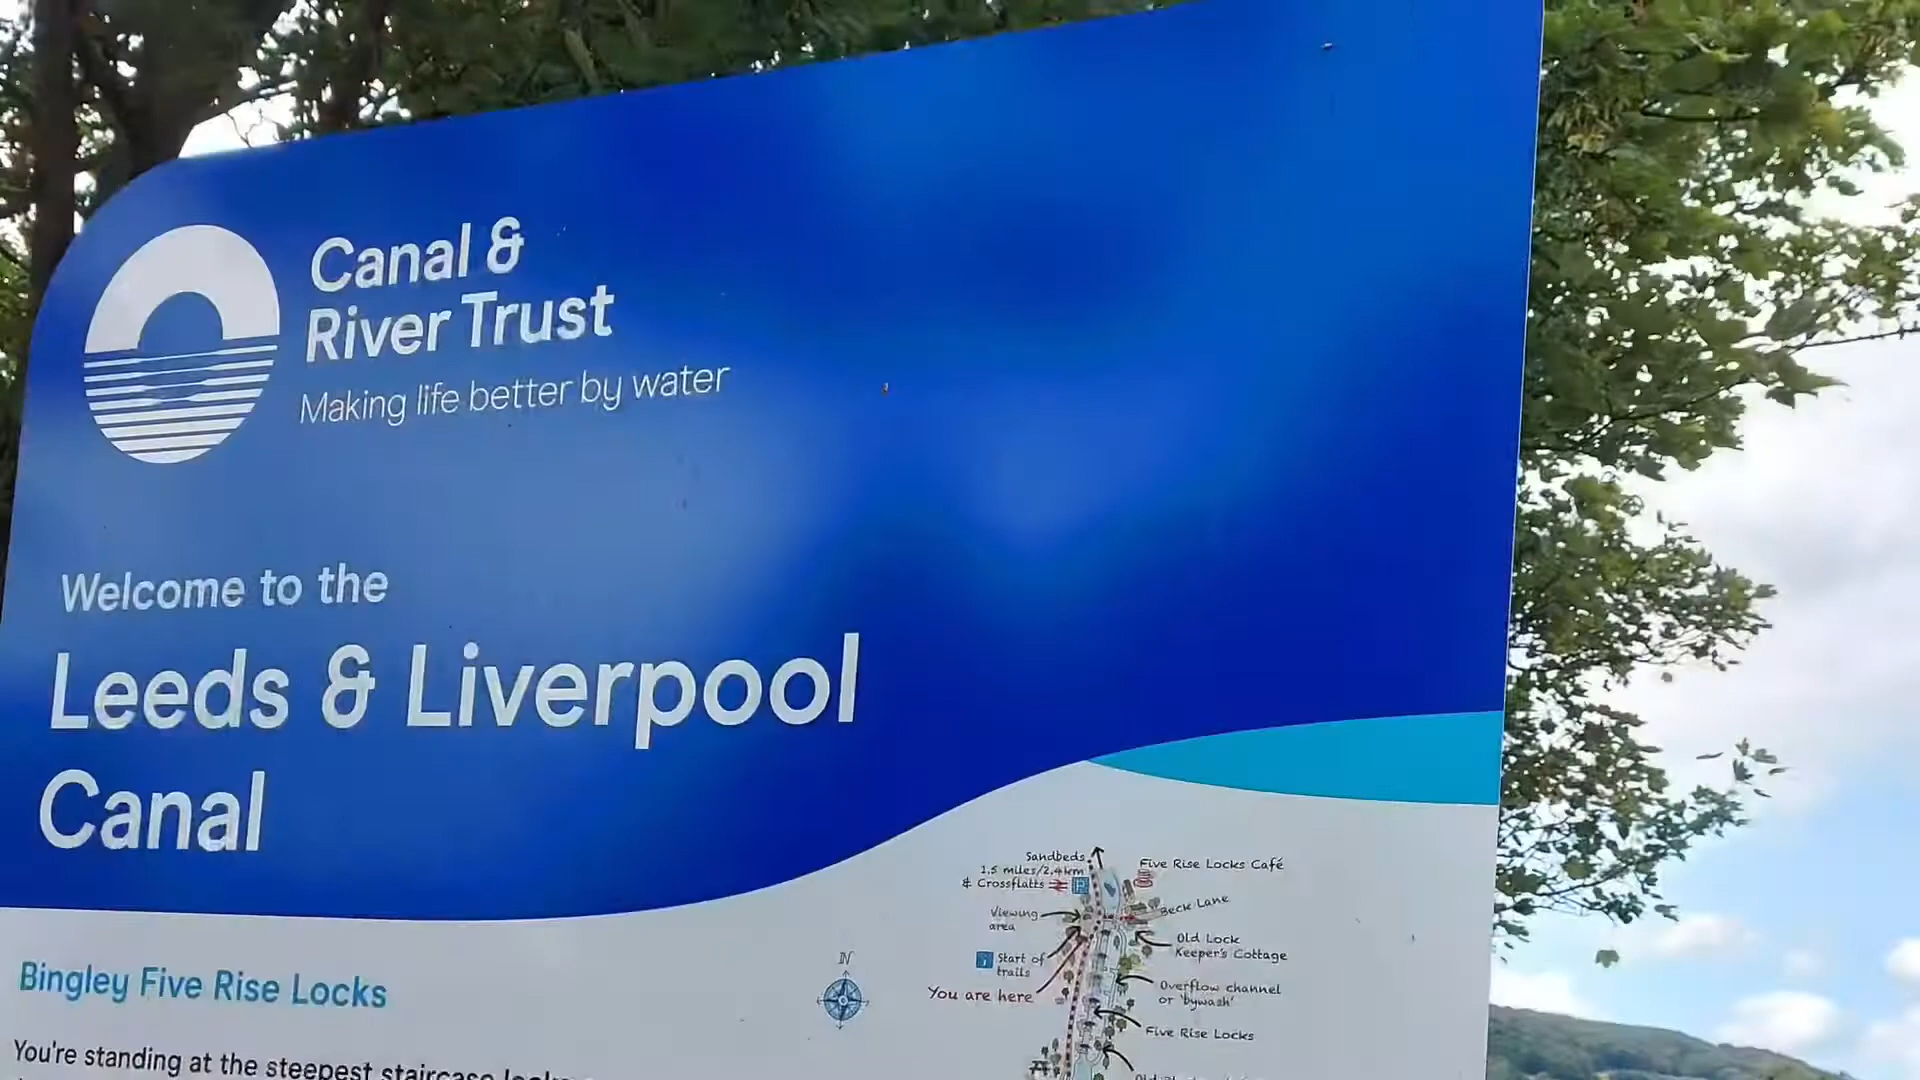 Canal &
River Trust
Making life better by water
Welcome to the
Leeds & Liverpool
Canal
Bingley Five Rise Locks
You're standing at the steepest staircase locks
N
Sandbeds
1.5 miles/2.4km
& Crossflatts
P
Viewing
area
i
Start of
trails
You are here
Five Rise Locks Café
Beck Lane
Old Lock
Keeper's Cottage
Overflow channel
or 'bywash'
Five Rise Locks